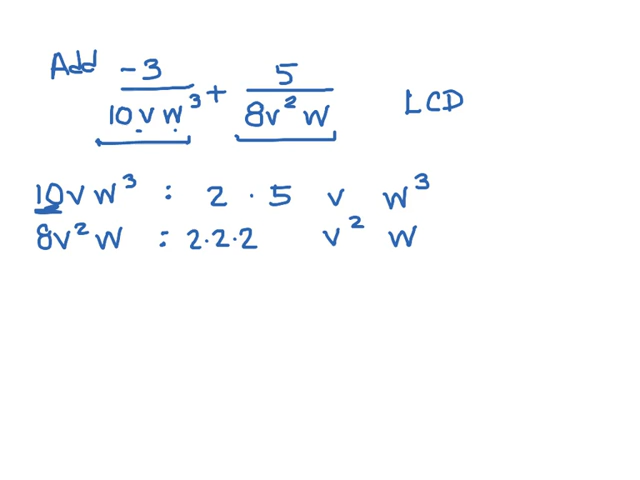 Add -3/10vw³ + 5/8v²w LCD
10vw³ : 2 · 5 v w³
8v²w : 2·2·2 v² w